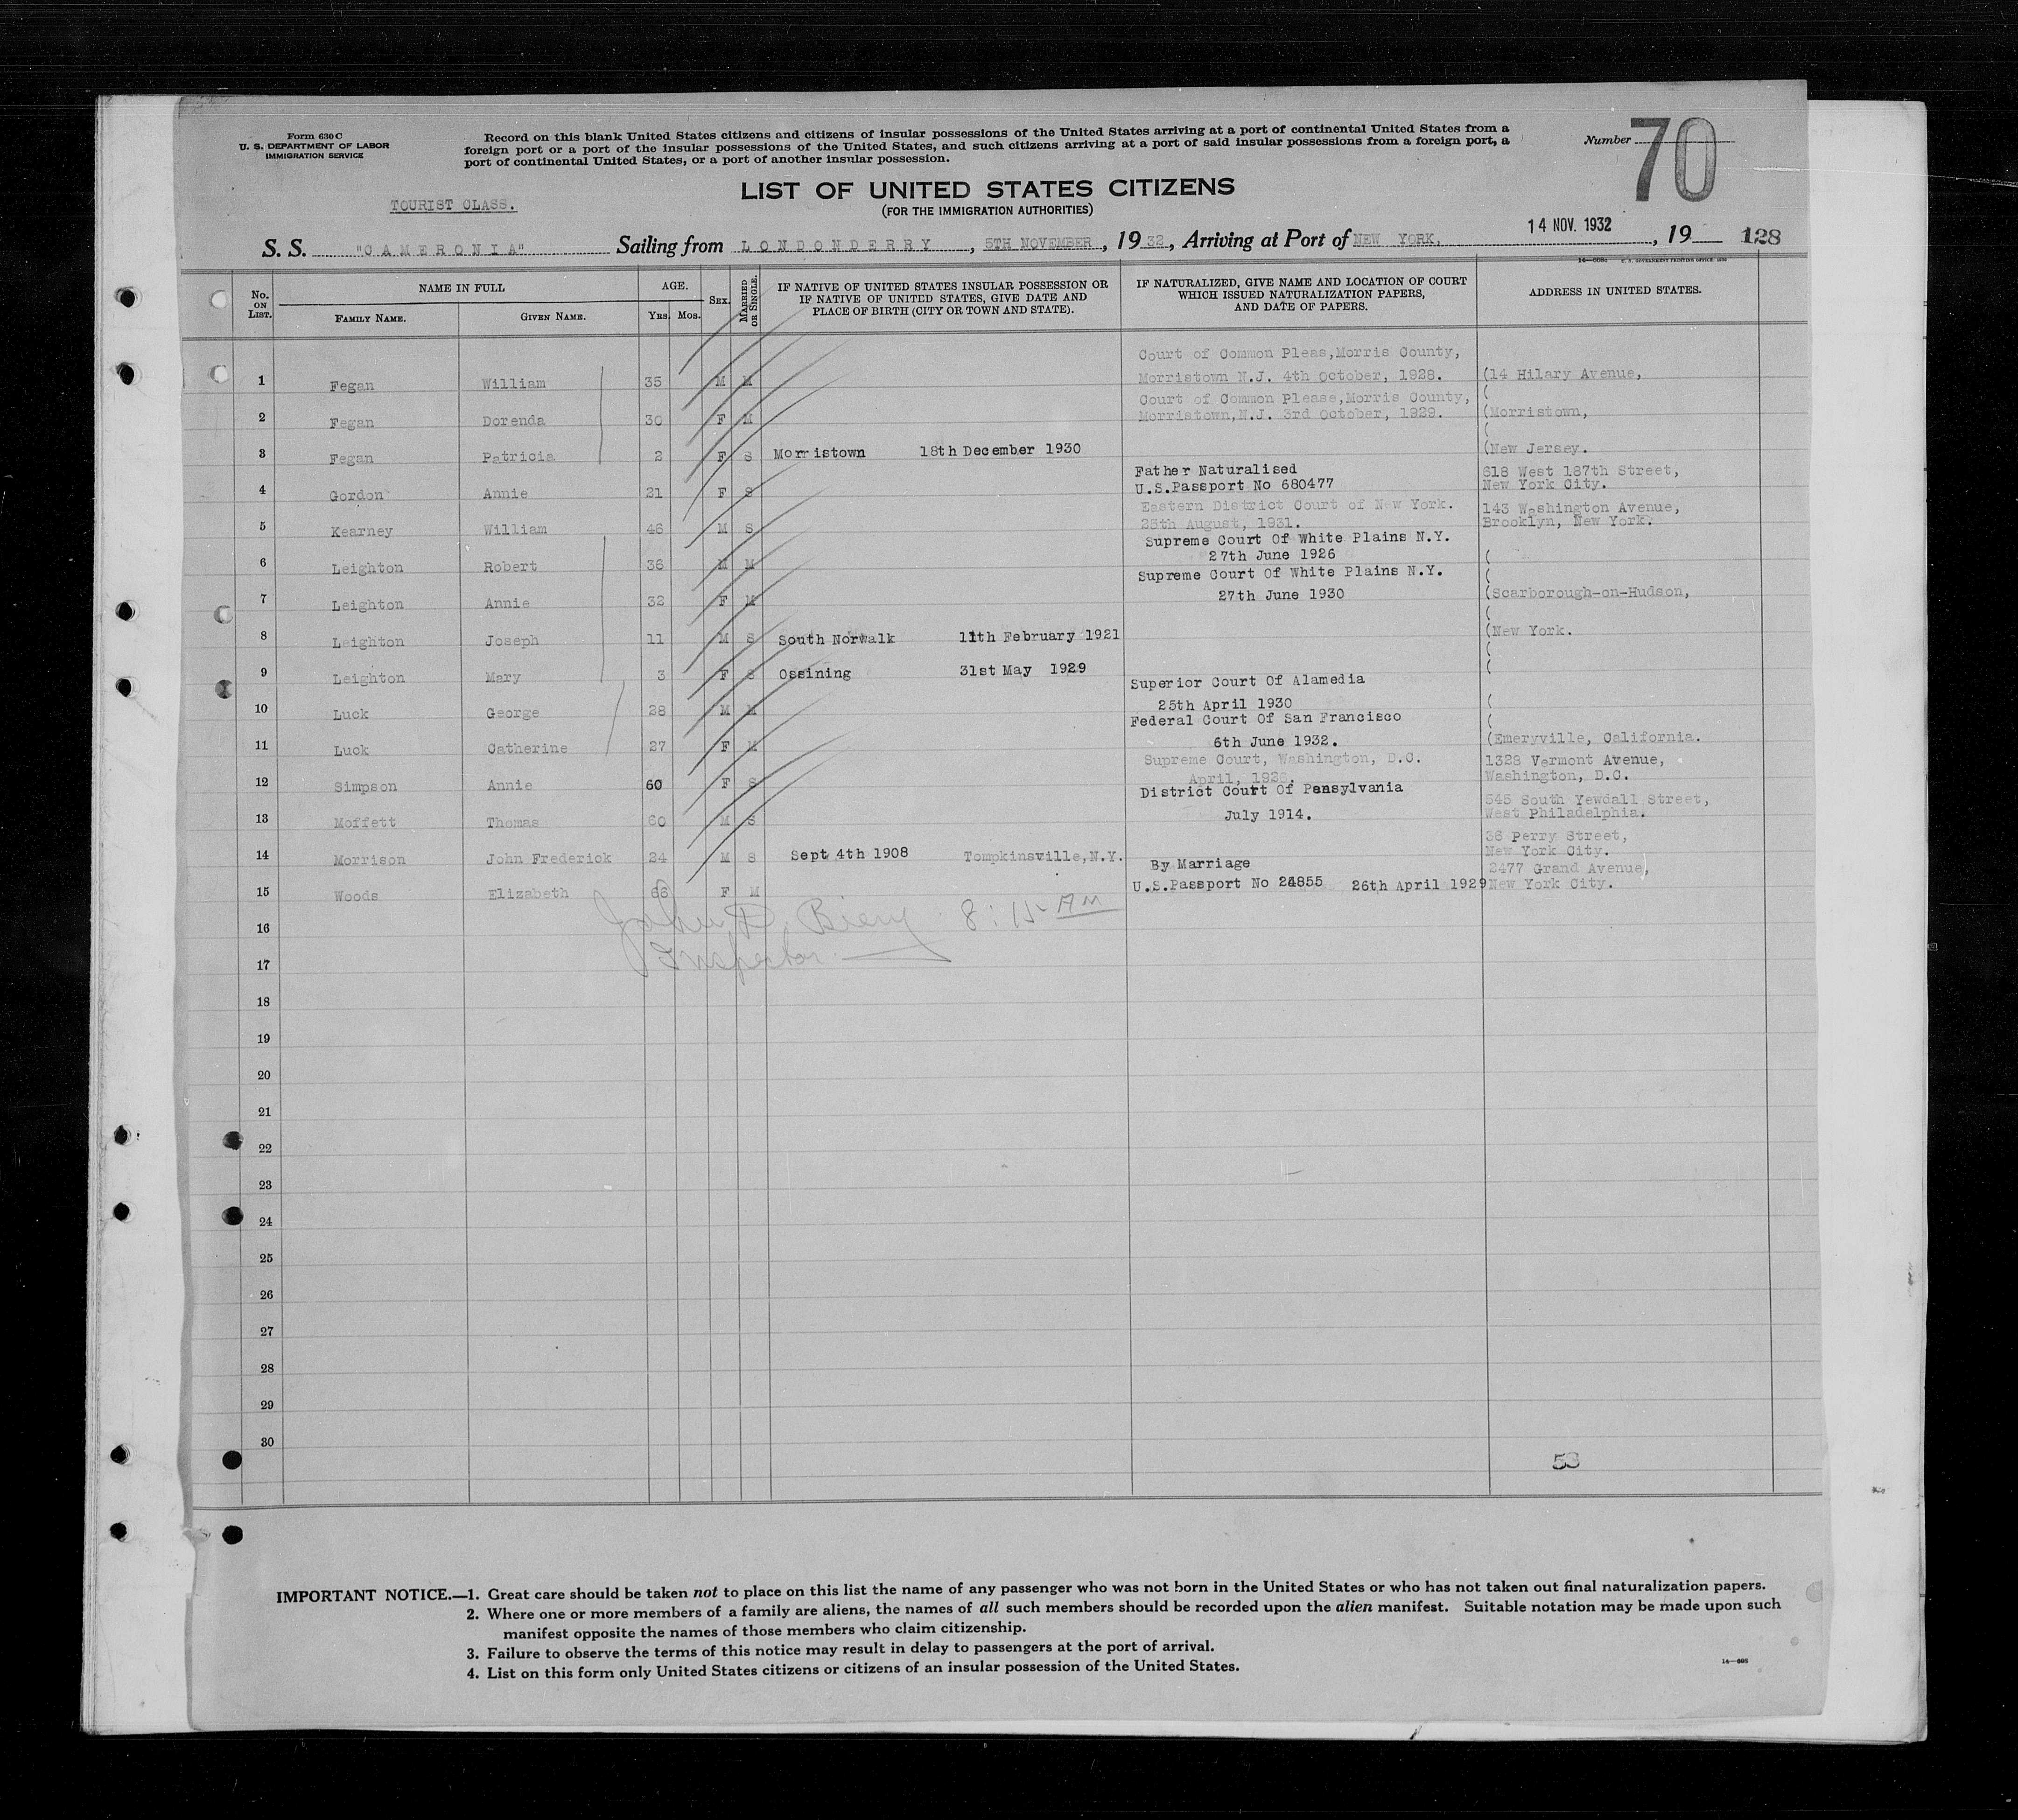 Form 630 C
U. S. DEPARTMENT OF LABOR
IMMIGRATION SERVICE
Record on this blank United States citizens and citizens of insular possessions of the United States arriving at a port of continental United States from a
foreign port or a port of the insular possessions of the United States, and such citizens arriving at a port of said insular possessions from a foreign port, a
port of continental United States, or a port of another insular possession.
Number 70
LIST OF UNITED STATES CITIZENS
(FOR THE IMMIGRATION AUTHORITIES)
TOURIST CLASS.
S. S. "CAMERONIA" Sailing from LONDONDERRY, 5TH NOVEMBER, 1932, Arriving at Port of NEW YORK, 14 NOV. 1932, 19 128
No. ON LIST. NAME IN FULL FAMILY NAME. GIVEN NAME. AGE. YRS. MOS. SEX. MARRIED OR SINGLE. IF NATIVE OF UNITED STATES INSULAR POSSESSION OR IF NATIVE OF UNITED STATES, GIVE DATE AND PLACE OF BIRTH (CITY OR TOWN AND STATE). IF NATURALIZED, GIVE NAME AND LOCATION OF COURT WHICH ISSUED NATURALIZATION PAPERS, AND DATE OF PAPERS. ADDRESS IN UNITED STATES.
Court of Common Pleas,Morris County,
1 Fegan William 35 M M Morristown N.J. 4th October, 1928. (14 Hilary Avenue,
Court of Common Please,Morris County, (
2 Fegan Dorenda 30 F M Morristown,N.J. 3rd October, 1929. (Morristown,
(
3 Fegan Patricia 2 F S Morristown 18th December 1930 (New Jersey.
Father Naturalised 618 West 187th Street,
4 Gordon Annie 21 F S U.S.Passport No 680477 New York City.
Eastern District Court of New York. 143 Washington Avenue,
5 Kearney William 46 M S 25th August, 1931. Brooklyn, New York.
Supreme Court Of White Plains N.Y.
6 Leighton Robert 36 M M 27th June 1926 (
Supreme Court Of White Plains N.Y. (
7 Leighton Annie 32 F M 27th June 1930 (Scarborough-on-Hudson,
(
8 Leighton Joseph 11 M S South Norwalk 11th February 1921 (New York.
(
9 Leighton Mary 3 F S Ossining 31st May 1929 (
Superior Court Of Alamedia
10 Luck George 28 M M 25th April 1930 (
Federal Court Of San Francisco (
11 Luck Catherine 27 F M 6th June 1932. (Emeryville, California.
Supreme Court, Washington, D.C. 1328 Vermont Avenue,
12 Simpson Annie 60 F S April, Washington, D.C.
District Court Of Pensylvania 545 South Yewdall Street,
13 Moffett Thomas 60 M S July 1914. West Philadelphia.
36 Perry Street,
14 Morrison John Frederick 24 M S Sept 4th 1908 Tompkinsville,N.Y. New York City.
By Marriage 2477 Grand Avenue,
15 Woods Elizabeth 66 F M U.S.Passport No 24855 26th April 1929 New York City.
16 John D. Biery 8:15 AM
17 Inspector
18
19
20
21
22
23
24
25
26
27
28
29
30
53
IMPORTANT NOTICE.—1. Great care should be taken not to place on this list the name of any passenger who was not born in the United States or who has not taken out final naturalization papers.
2. Where one or more members of a family are aliens, the names of all such members should be recorded upon the alien manifest. Suitable notation may be made upon such
manifest opposite the names of those members who claim citizenship.
3. Failure to observe the terms of this notice may result in delay to passengers at the port of arrival.
4. List on this form only United States citizens or citizens of an insular possession of the United States.
14—608